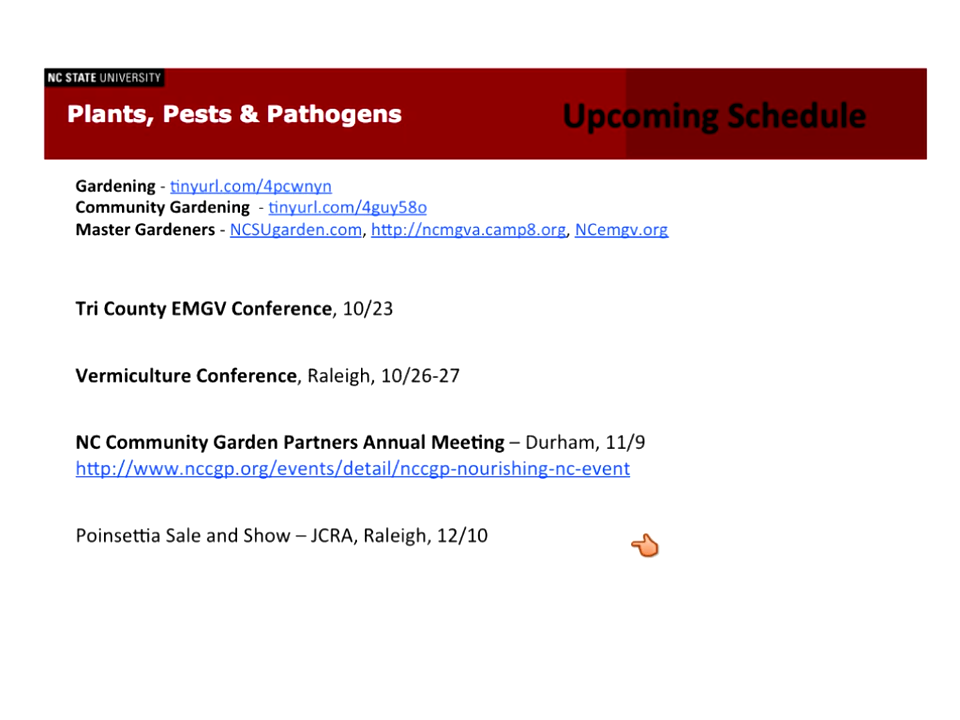 NC STATE UNIVERSITY
Plants, Pests & Pathogens
Upcoming Schedule
Gardening - tinyurl.com/4pcwnyn
Community Gardening - tinyurl.com/4guy58o
Master Gardeners - NCSUgarden.com, http://ncmgva.camp8.org, NCemgv.org
Tri County EMGV Conference, 10/23
Vermiculture Conference, Raleigh, 10/26-27
NC Community Garden Partners Annual Meeting – Durham, 11/9
http://www.nccgp.org/events/detail/nccgp-nourishing-nc-event
Poinsettia Sale and Show – JCRA, Raleigh, 12/10